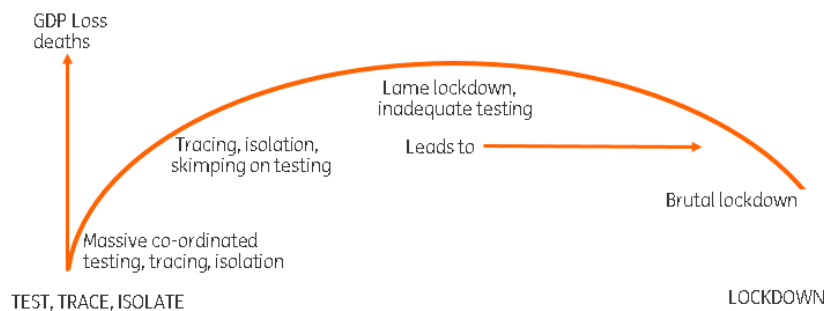 GDP Loss
deaths
Lame lockdown,
inadequate testing
Tracing, isolation,
skimping on testing
Leads to
Brutal lockdown
Massive co-ordinated
testing, tracing, isolation
TEST, TRACE, ISOLATE
LOCKDOWN